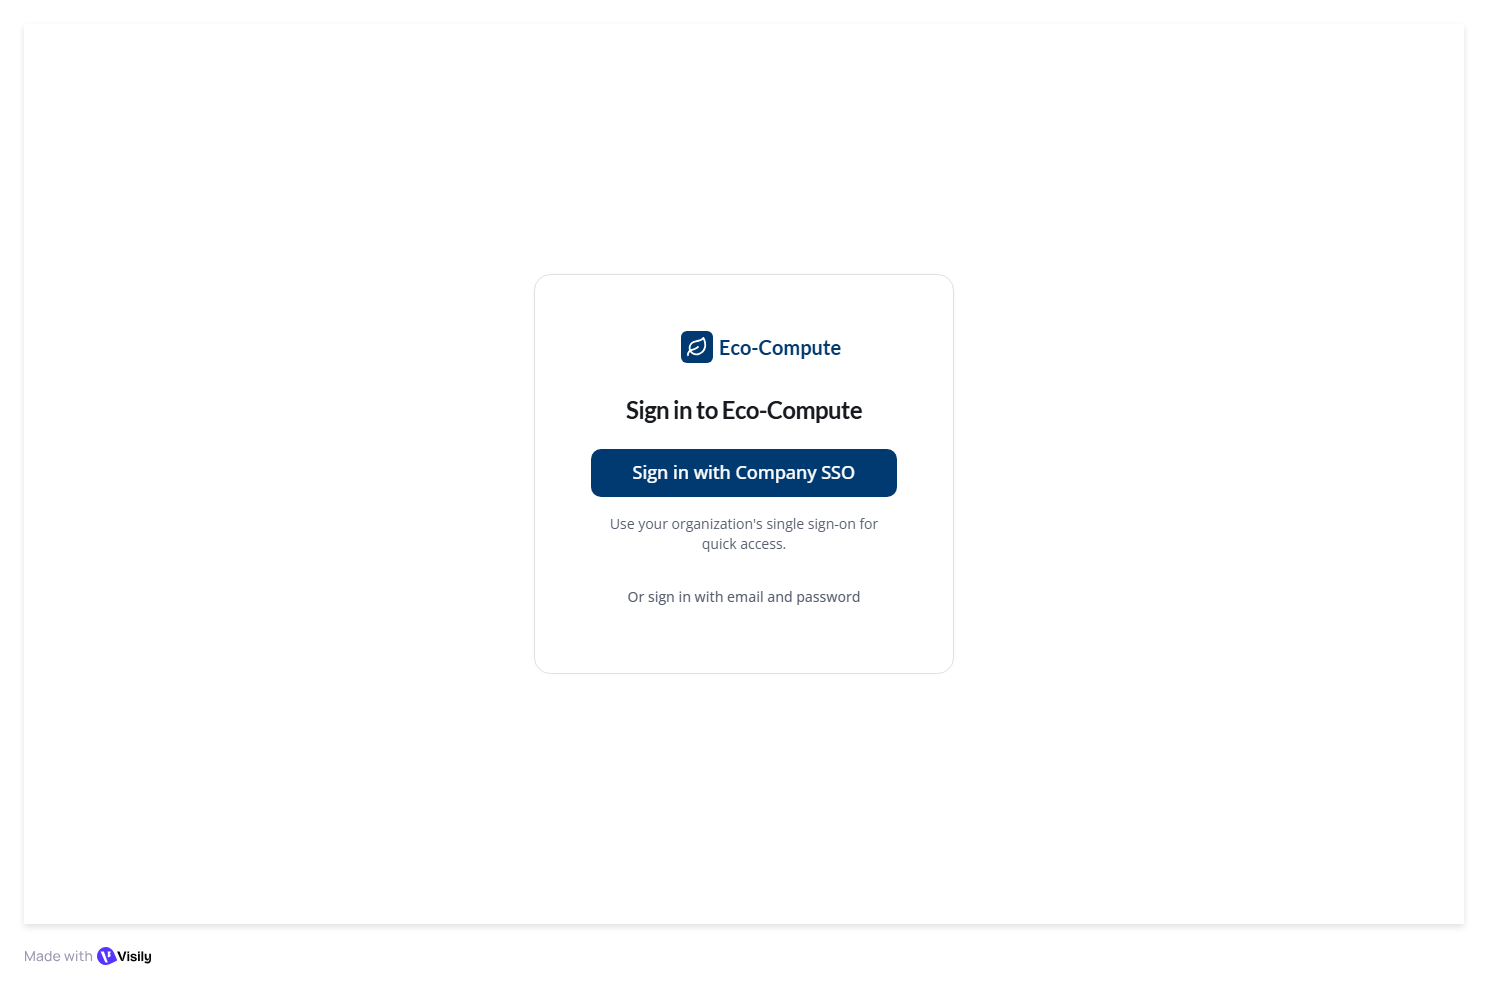 Eco-Compute
Sign in to Eco-Compute
Sign in with Company SSO
Use your organization's single sign-on for
quick access.
Or sign in with email and password
Made with Visily